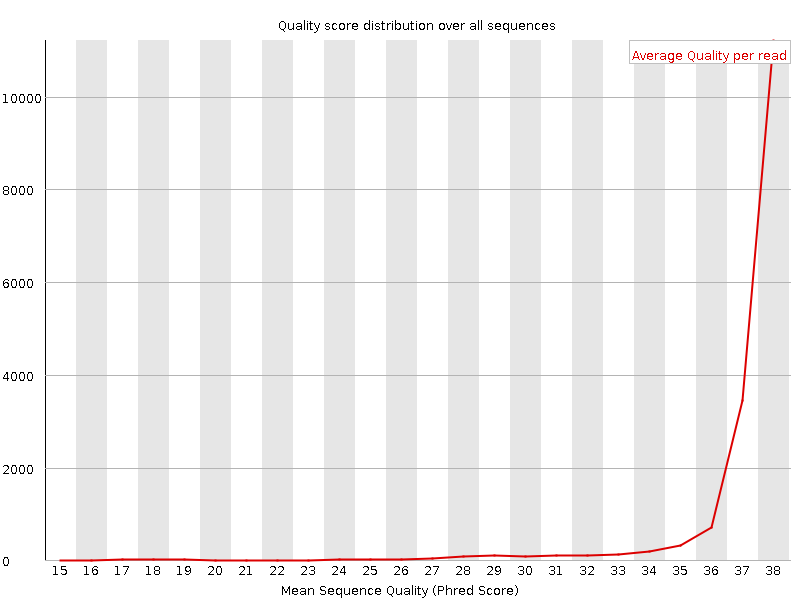 Quality score distribution over all sequences
Average Quality per read
10000
8000
6000
4000
2000
0
15 16 17 18 19 20 21 22 23 24 25 26 27 28 29 30 31 32 33 34 35 36 37 38
Mean Sequence Quality (Phred Score)